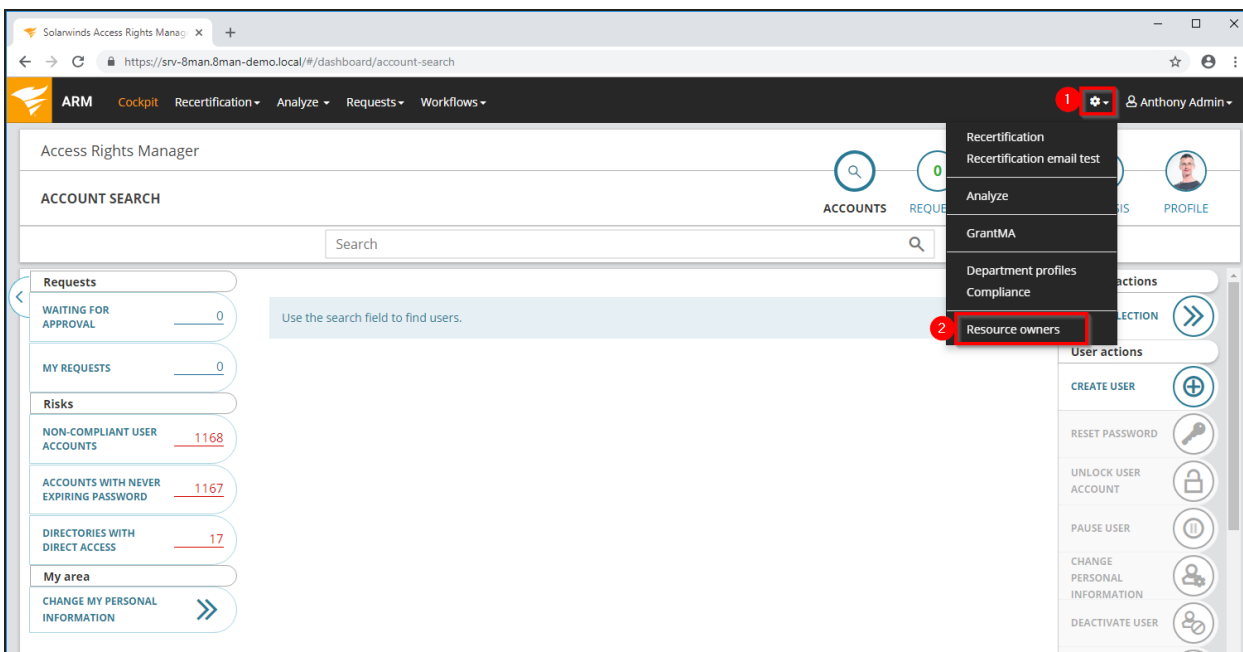 Solarwinds Access Rights Manag
https://srv-8man.8man-demo.local/#/dashboard/account-search
ARM Cockpit Recertification Analyze Requests Workflows 1 Anthony Admin
Recertification
Recertification email test
Analyze
GrantMA
Department profiles
Compliance
2 Resource owners
Access Rights Manager
ACCOUNT SEARCH
0
ACCOUNTS PROFILE
Search
Requests
WAITING FOR
APPROVAL 0
MY REQUESTS 0
Risks
NON-COMPLIANT USER
ACCOUNTS 1168
ACCOUNTS WITH NEVER
EXPIRING PASSWORD 1167
DIRECTORIES WITH
DIRECT ACCESS 17
My area
CHANGE MY PERSONAL
INFORMATION
Use the search field to find users.
actions
User actions
CREATE USER
RESET PASSWORD
UNLOCK USER
ACCOUNT
PAUSE USER
CHANGE
PERSONAL
INFORMATION
DEACTIVATE USER